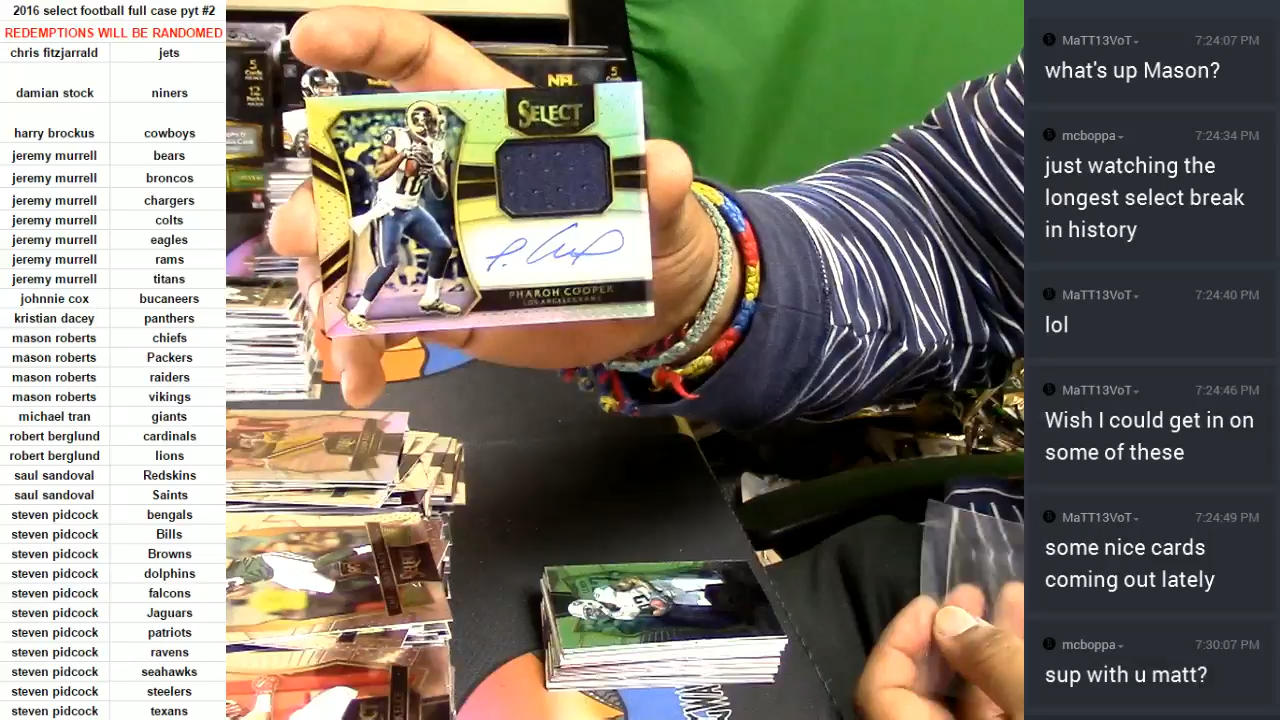 2016 select football full case pyt #2
REDEMPTIONS WILL BE RANDOMED
chris fitzjarrald jets
damian stock niners
harry brockus cowboys
jeremy murrell bears
jeremy murrell broncos
jeremy murrell chargers
jeremy murrell colts
jeremy murrell eagles
jeremy murrell rams
jeremy murrell titans
johnnie cox bucaneers
kristian dacey panthers
mason roberts chiefs
mason roberts Packers
mason roberts raiders
mason roberts vikings
michael tran giants
robert berglund cardinals
robert berglund lions
saul sandoval Redskins
saul sandoval Saints
steven pidcock bengals
steven pidcock Bills
steven pidcock Browns
steven pidcock dolphins
steven pidcock falcons
steven pidcock Jaguars
steven pidcock patriots
steven pidcock ravens
steven pidcock seahawks
steven pidcock steelers
steven pidcock texans
5
Cards
12
Packs
NFL
5
SELECT
10
PHAROH COOPER
LOS ANGELES RAMS
MaTT13VoT 7:24:07 PM
what's up Mason?
mcboppa 7:24:34 PM
just watching the
longest select break
in history
MaTT13VoT 7:24:40 PM
lol
MaTT13VoT 7:24:46 PM
Wish I could get in on
some of these
MaTT13VoT 7:24:49 PM
some nice cards
coming out lately
mcboppa 7:30:07 PM
sup with u matt?